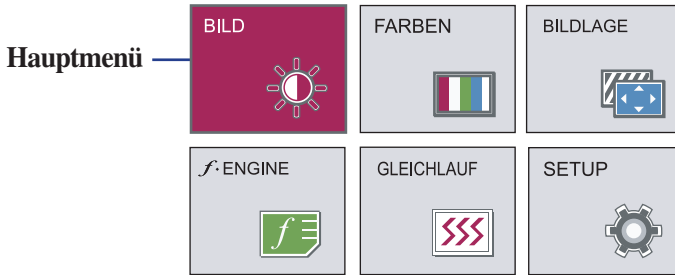 BILD FARBEN BILDLAGE
Hauptmenü
f·ENGINE GLEICHLAUF SETUP
f